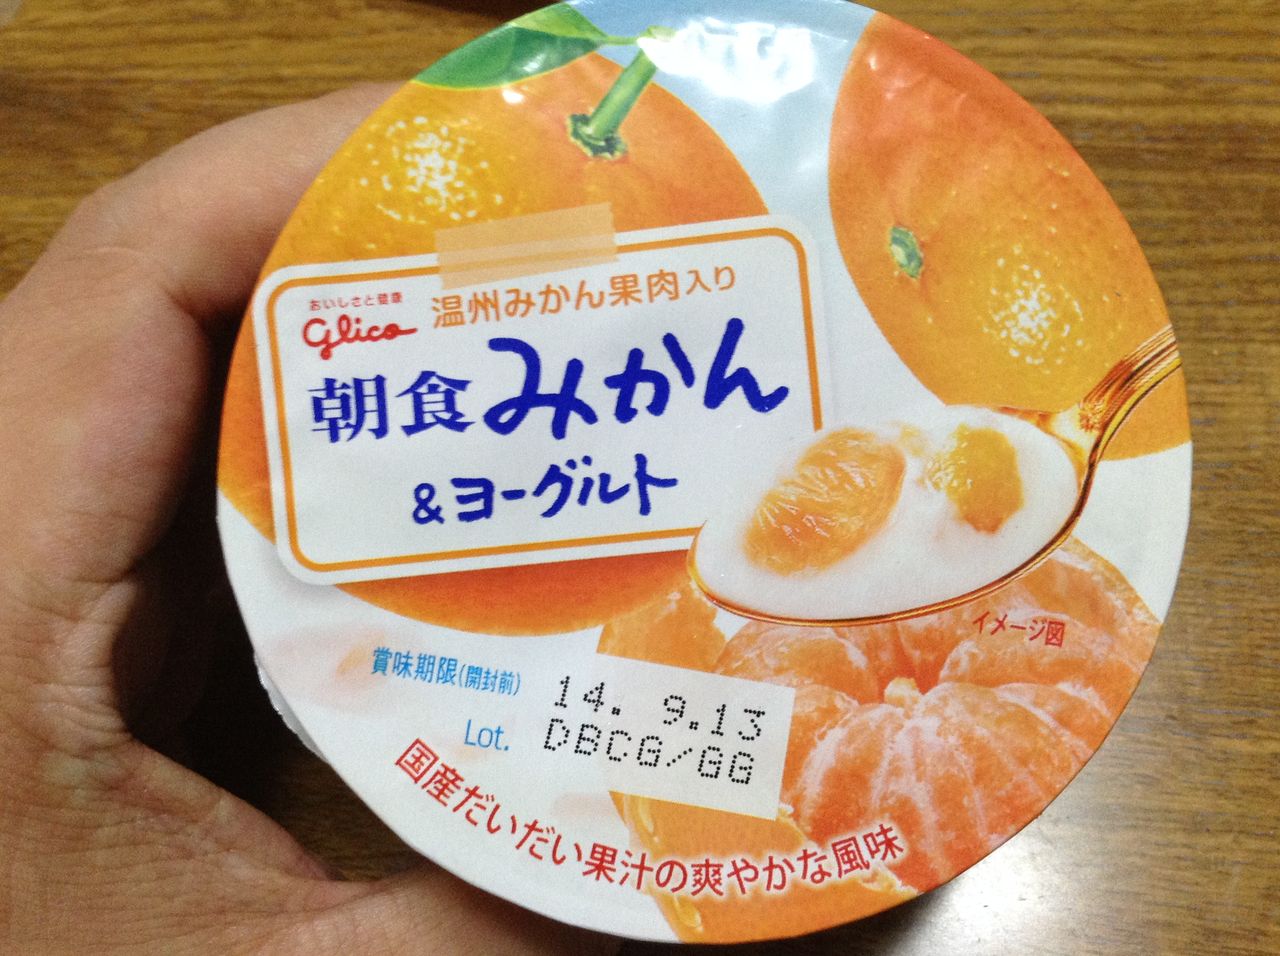 おいしさと健康
Glico
温州みかん果肉入り
朝食みかん
&ヨーグルト
イメージ図
賞味期限(開封前)
14. 9.13
Lot.
DBCG/GG
国産だいだい果汁の爽やかな風味